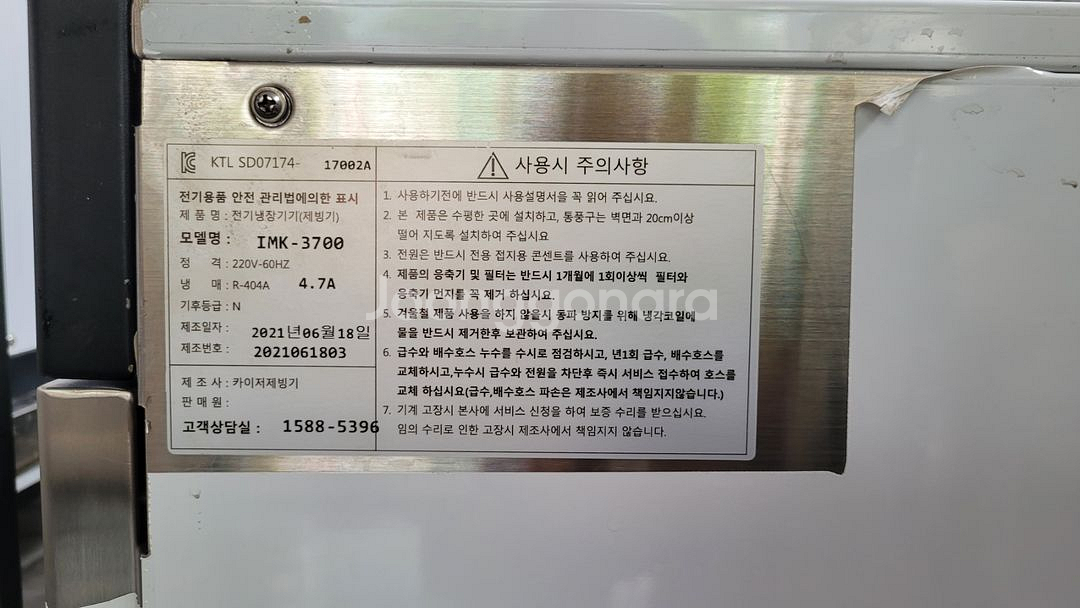 KTL SD07174- 17002A
전기용품 안전 관리법에의한 표시
제 품 명 : 전기냉장기기(제빙기)
모델명 : IMK-3700
정 격 : 220V-60HZ
냉 매 : R-404A 4.7A
기후등급 : N
제조일자 : 2021년06월18일
제조번호 : 2021061803
제 조 사 : 카이저제빙기
판 매 원 :
고객상담실 : 1588-5396
사용시 주의사항
1. 사용하기전에 반드시 사용설명서을 꼭 읽어 주십시요.
2. 본 제품은 수평한 곳에 설치하고, 통풍구는 벽면과 20cm이상
떨어 지도록 설치하여 주십시요
3. 전원은 반드시 전용 접지용 콘센트를 사용하여 주십시요.
4. 제품의 응축기 및 필터는 반드시 1개월에 1회이상씩 필터와
응축기 먼지를 꼭 제거 하십시요.
5. 겨울철 제품 사용을 하지 않을시 동파 방지를 위해 냉각코일에
물을 반드시 제거한후 보관하여 주십시요.
6. 급수와 배수호스 누수를 수시로 점검하시고, 년1회 급수, 배수호스를
교체하시고,누수시 급수와 전원을 차단후 즉시 서비스 접수하여 호스를
교체 하십시요(급수,배수호스 파손은 제조사에서 책임지지않습니다.)
7. 기계 고장시 본사에 서비스 신청을 하여 보증 수리를 받으십시요.
임의 수리로 인한 고장시 제조사에서 책임지지 않습니다.
Joonggonara